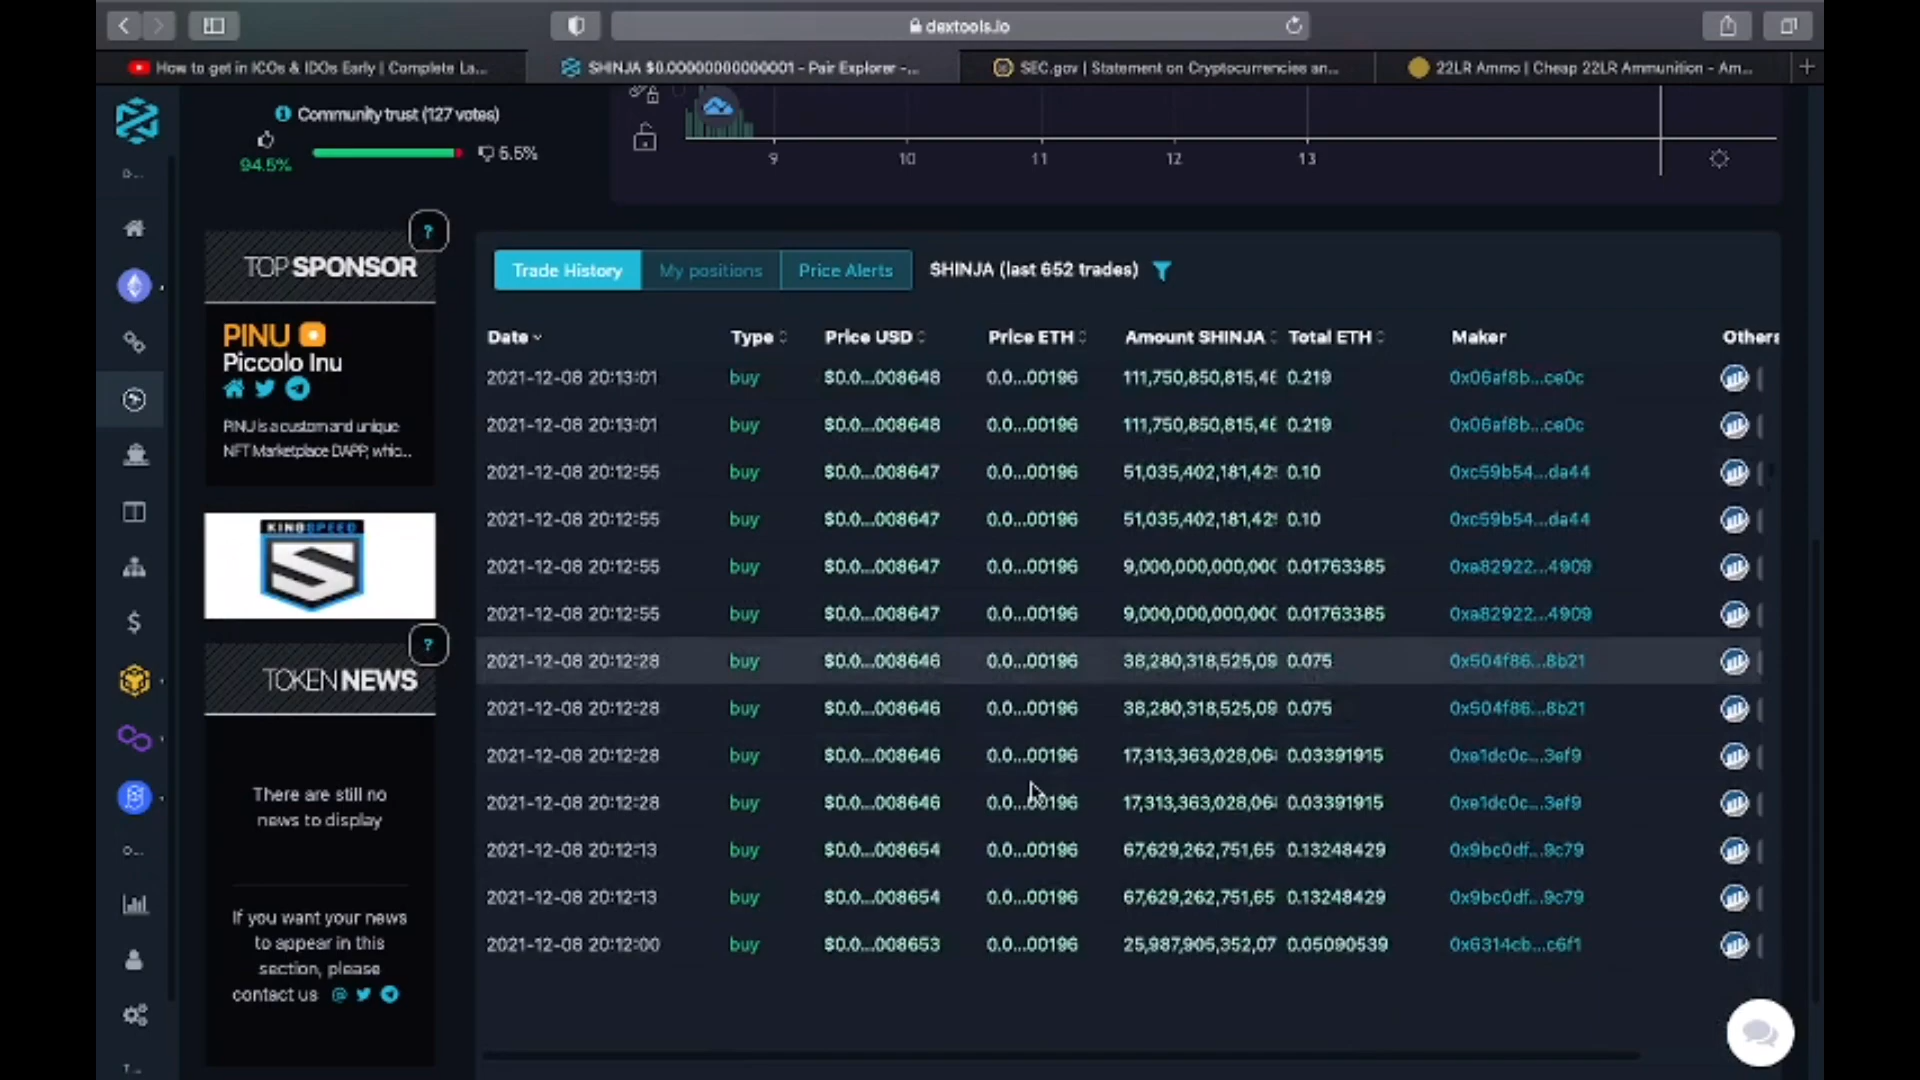 dextools.io
How to get in ICOs & IDOs Early | Complete La...
SHINJA $0.00000000000001 - Pair Explorer -...
SEC.gov | Statement on Cryptocurrencies an...
22LR Ammo | Cheap 22LR Ammunition - Am...
Community trust (127 votes)
94.5%
5.5%
9 10 11 12 13
D...
TOP SPONSOR
?
PINU
Piccolo Inu
PINU is a custom and unique
NFT Marketplace DAPP, whic...
KINGSPEED
S
TOKEN NEWS
?
There are still no
news to display
If you want your news
to appear in this
section, please
contact us
O...
T...
Trade History My positions Price Alerts SHINJA (last 652 trades)
Date Type Price USD Price ETH Amount SHINJA Total ETH Maker Others
2021-12-08 20:13:01 buy $0.0...008648 0.0...00196 111,750,850,815,4 0.219 0x06af8b...ce0c
2021-12-08 20:13:01 buy $0.0...008648 0.0...00196 111,750,850,815,4 0.219 0x06af8b...ce0c
2021-12-08 20:12:55 buy $0.0...008647 0.0...00196 51,035,402,181,42 0.10 0xc59b54...da44
2021-12-08 20:12:55 buy $0.0...008647 0.0...00196 51,035,402,181,42 0.10 0xc59b54...da44
2021-12-08 20:12:55 buy $0.0...008647 0.0...00196 9,000,000,000,00 0.01763385 0xa82922...4909
2021-12-08 20:12:55 buy $0.0...008647 0.0...00196 9,000,000,000,00 0.01763385 0xa82922...4909
2021-12-08 20:12:28 buy $0.0...008646 0.0...00196 38,280,318,525,09 0.075 0x504f86...8b21
2021-12-08 20:12:28 buy $0.0...008646 0.0...00196 38,280,318,525,09 0.075 0x504f86...8b21
2021-12-08 20:12:28 buy $0.0...008646 0.0...00196 17,313,363,028,06 0.03391915 0xe1dc0c...3ef9
2021-12-08 20:12:28 buy $0.0...008646 0.0...00196 17,313,363,028,06 0.03391915 0xe1dc0c...3ef9
2021-12-08 20:12:13 buy $0.0...008654 0.0...00196 67,629,262,751,65 0.13248429 0x9bc0df...9c79
2021-12-08 20:12:13 buy $0.0...008654 0.0...00196 67,629,262,751,65 0.13248429 0x9bc0df...9c79
2021-12-08 20:12:00 buy $0.0...008653 0.0...00196 25,987,905,352,07 0.05090539 0x6314cb...c6f1